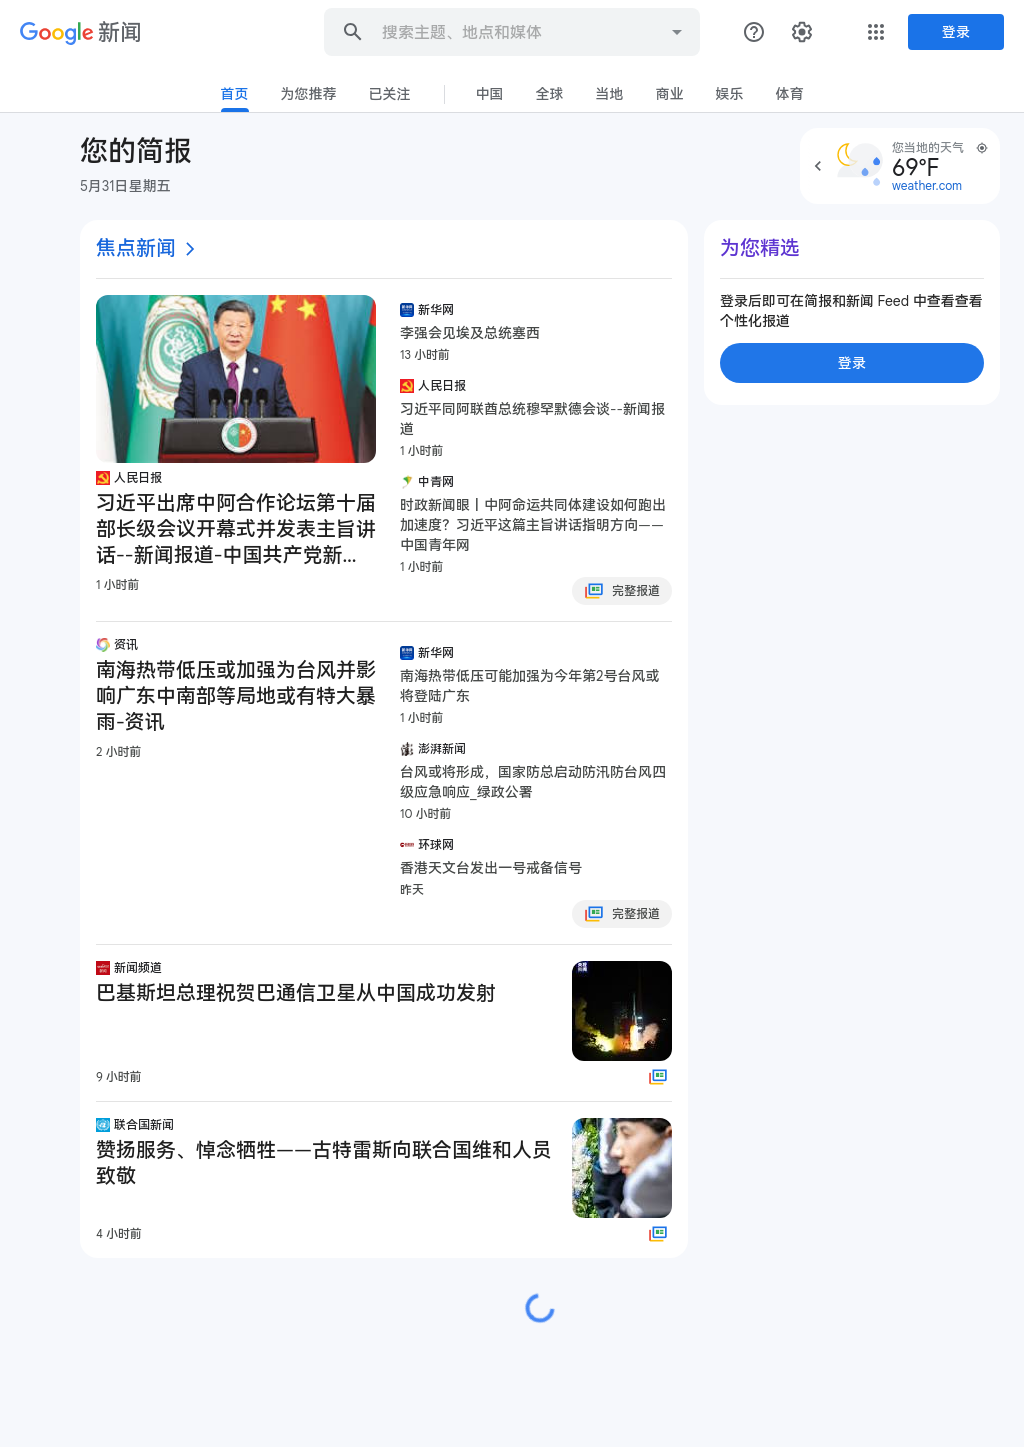 Google 新闻
搜索主题、地点和媒体
登录
首页
为您推荐
已关注
中国
全球
当地
商业
娱乐
体育
您的简报
5月31日星期五
您当地的天气
69°F
weather.com
焦点新闻
人民日报
习近平出席中阿合作论坛第十届
部长级会议开幕式并发表主旨讲
话--新闻报道-中国共产党新...
1 小时前
新华网
李强会见埃及总统塞西
13 小时前
人民日报
习近平同阿联酋总统穆罕默德会谈--新闻报
道
1 小时前
中青网
时政新闻眼丨中阿命运共同体建设如何跑出
加速度？习近平这篇主旨讲话指明方向——
中国青年网
1 小时前
完整报道
资讯
南海热带低压或加强为台风并影
响广东中南部等局地或有特大暴
雨-资讯
2 小时前
新华网
南海热带低压可能加强为今年第2号台风或
将登陆广东
1 小时前
澎湃新闻
台风或将形成，国家防总启动防汛防台风四
级应急响应_绿政公署
10 小时前
环球网
香港天文台发出一号戒备信号
昨天
完整报道
新闻频道
巴基斯坦总理祝贺巴通信卫星从中国成功发射
9 小时前
联合国新闻
赞扬服务、悼念牺牲——古特雷斯向联合国维和人员
致敬
4 小时前
为您精选
登录后即可在简报和新闻 Feed 中查看查看
个性化报道
登录